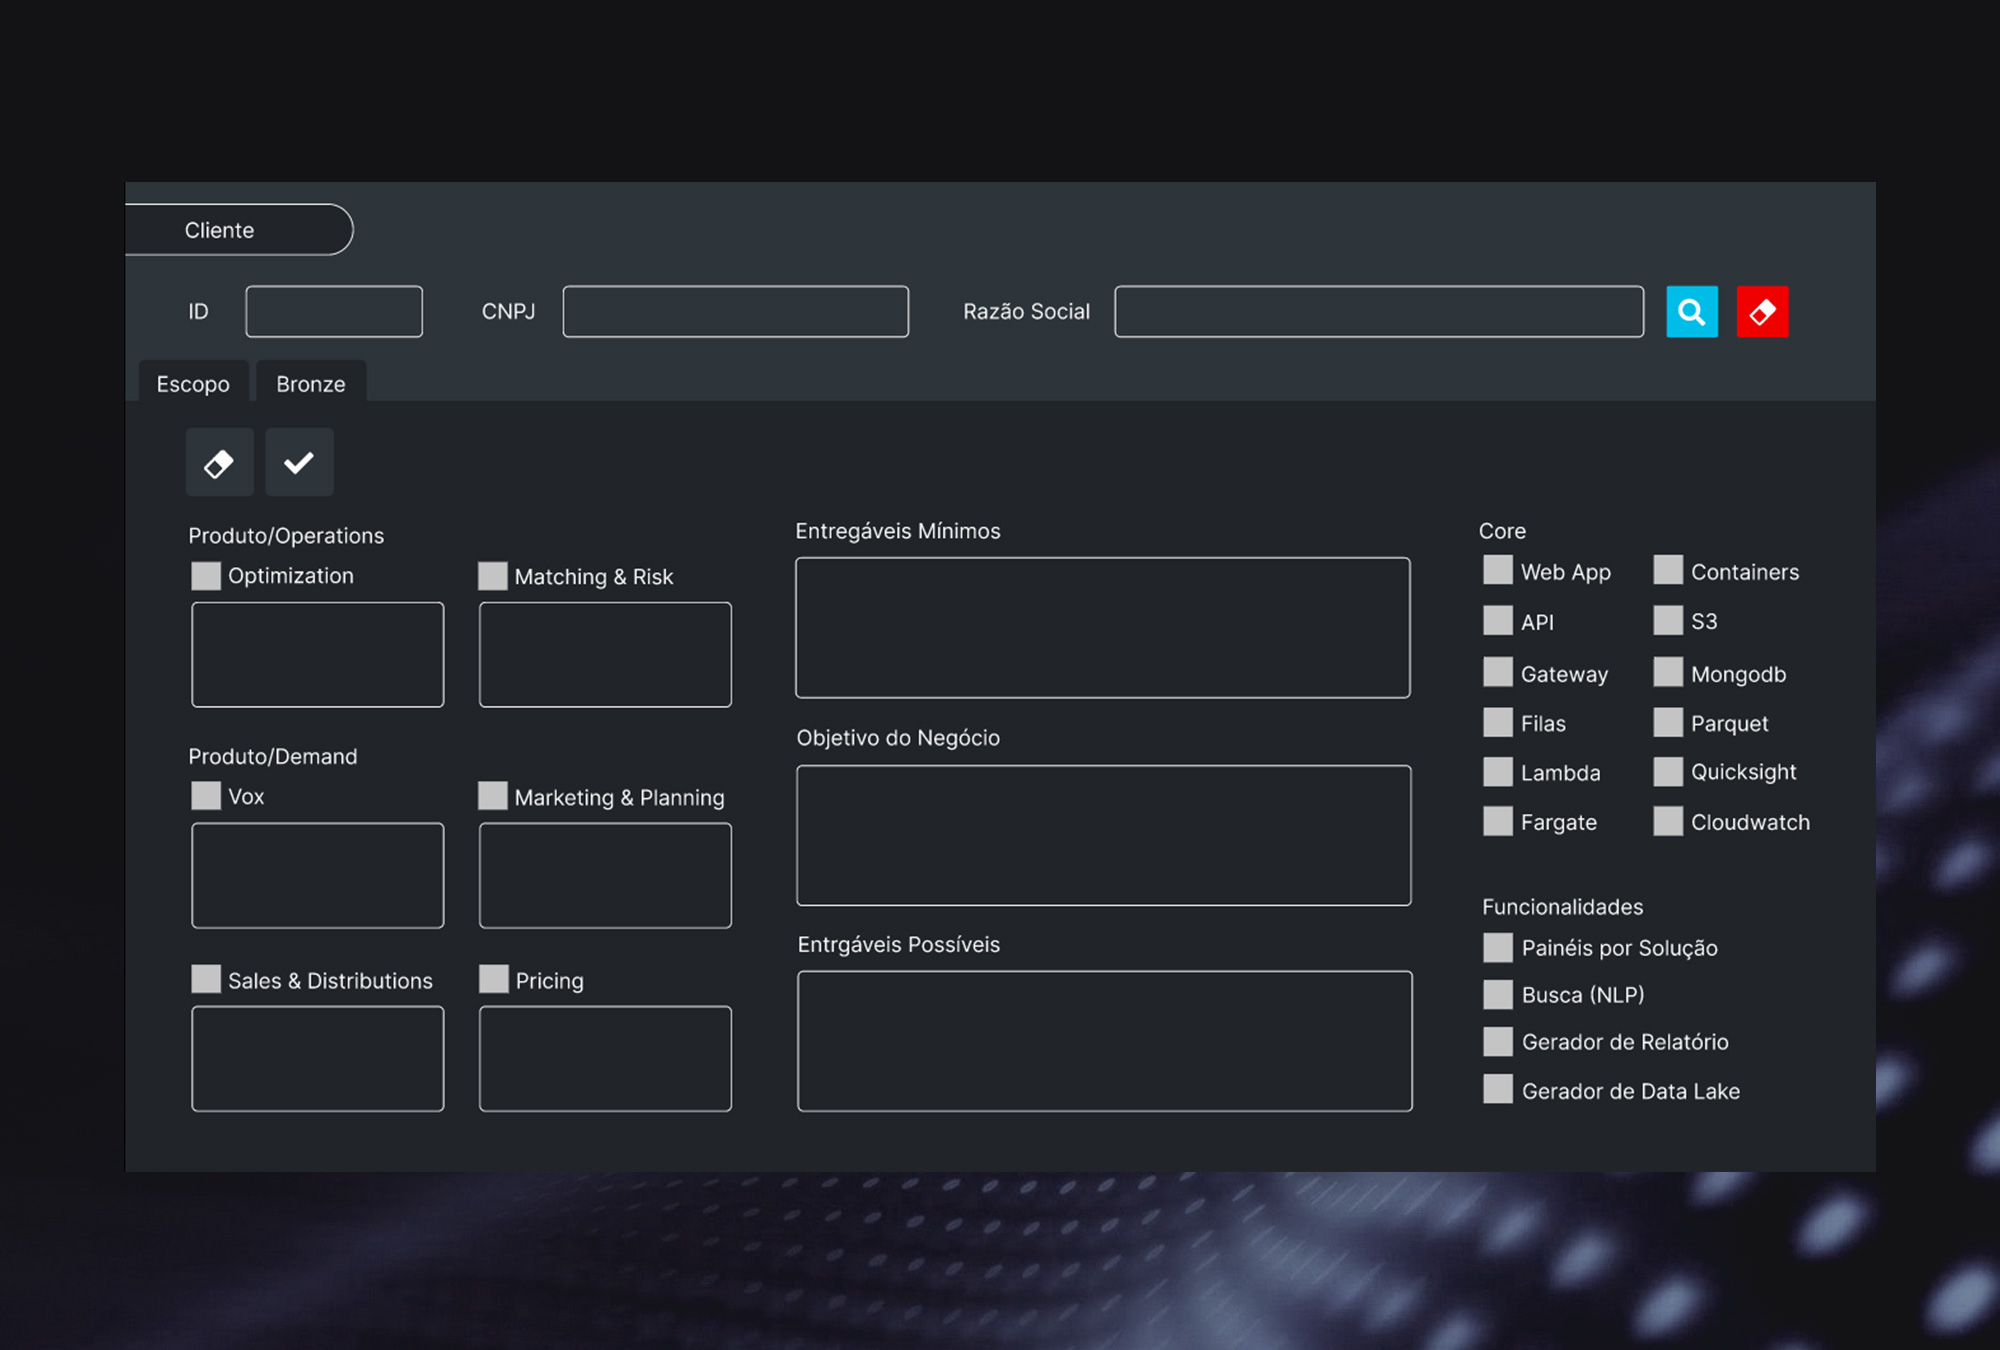 Cliente
ID CNPJ Razão Social
Escopo Bronze
Produto/Operations
Optimization
Matching & Risk
Produto/Demand
Vox
Marketing & Planning
Sales & Distributions
Pricing
Entregáveis Mínimos
Objetivo do Negócio
Entrgáveis Possíveis
Core
Web App Containers
API S3
Gateway Mongodb
Filas Parquet
Lambda Quicksight
Fargate Cloudwatch
Funcionalidades
Painéis por Solução
Busca (NLP)
Gerador de Relatório
Gerador de Data Lake